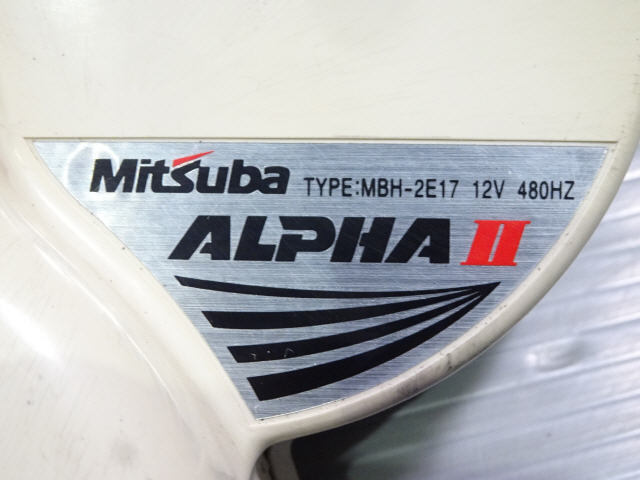 Mitsuba TYPE:MBH-2E17 12V 480HZ
ALPHA II